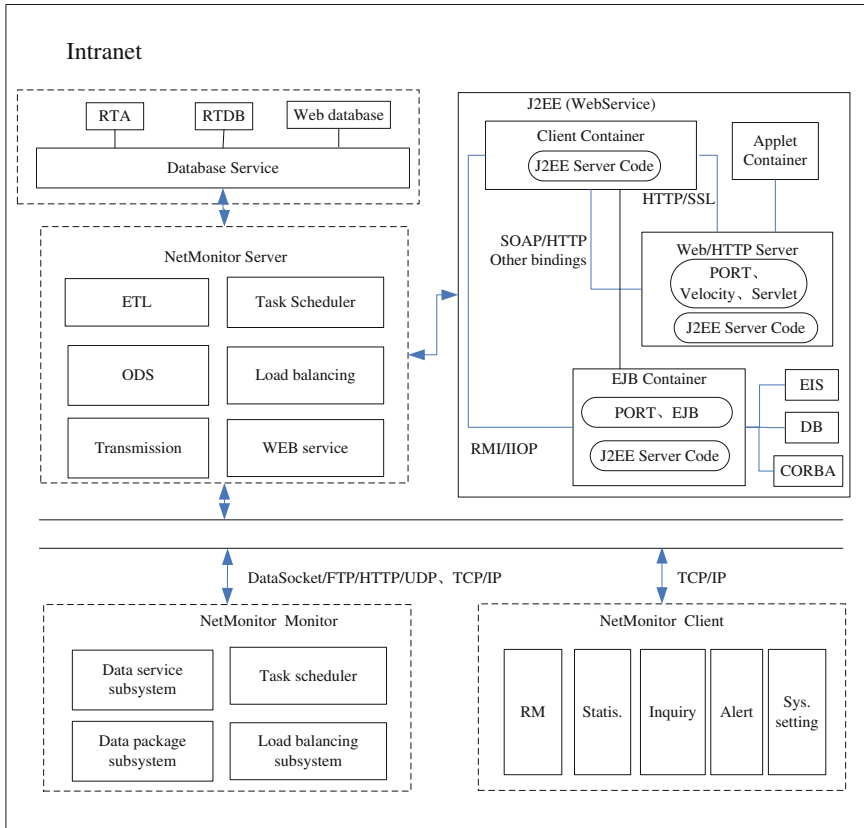 Intranet
RTA
RTDB
Web database
Database Service
NetMonitor Server
ETL
Task Scheduler
ODS
Load balancing
Transmission
WEB service
J2EE (WebService)
Client Container
J2EE Server Code
Applet
Container
HTTP/SSL
SOAP/HTTP
Other bindings
Web/HTTP Server
PORT、
Velocity、Servlet
J2EE Server Code
EJB Container
PORT、EJB
J2EE Server Code
RMI/IIOP
EIS
DB
CORBA
DataSocket/FTP/HTTP/UDP、TCP/IP
TCP/IP
NetMonitor Monitor
Data service
subsystem
Task scheduler
Data package
subsystem
Load balancing
subsystem
NetMonitor Client
RM
Statis.
Inquiry
Alert
Sys.
setting